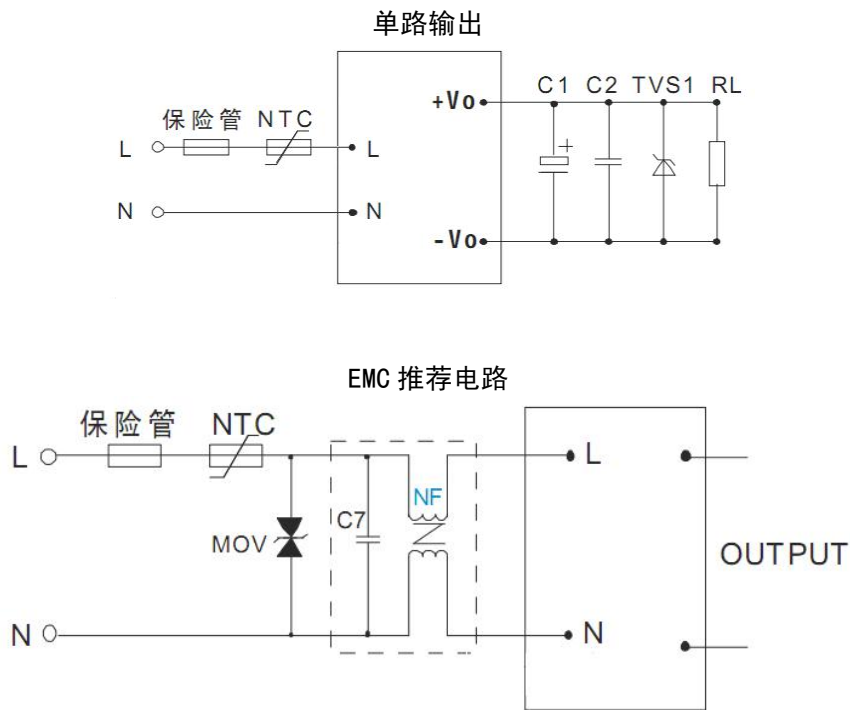 单路输出
+Vo C1 C2 TVS1 RL
保险管 NTC
L L
+
N N
-Vo
EMC 推荐电路
保险管 NTC
L L
NF
C7
MOV
OUTPUT
N N